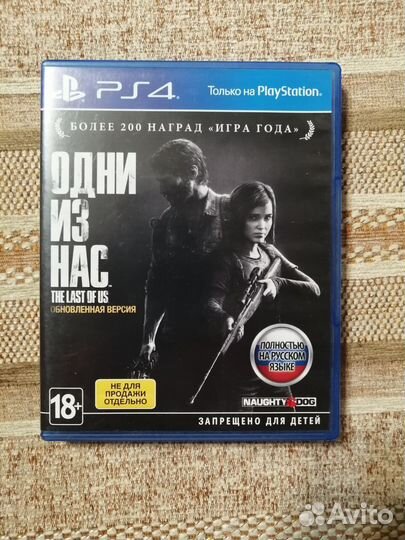 PS4
Только на PlayStation®
БОЛЕЕ 200 НАГРАД «ИГРА ГОДА»
ОДНИ
ИЗ
НАС
THE LAST OF US
ОБНОВЛЕННАЯ ВЕРСИЯ
ПОЛНОСТЬЮ
НА РУССКОМ
ЯЗЫКЕ
НЕ ДЛЯ
ПРОДАЖИ
ОТДЕЛЬНО
18+
NAUGHTY DOG
ЗАПРЕЩЕНО ДЛЯ ДЕТЕЙ
Avito